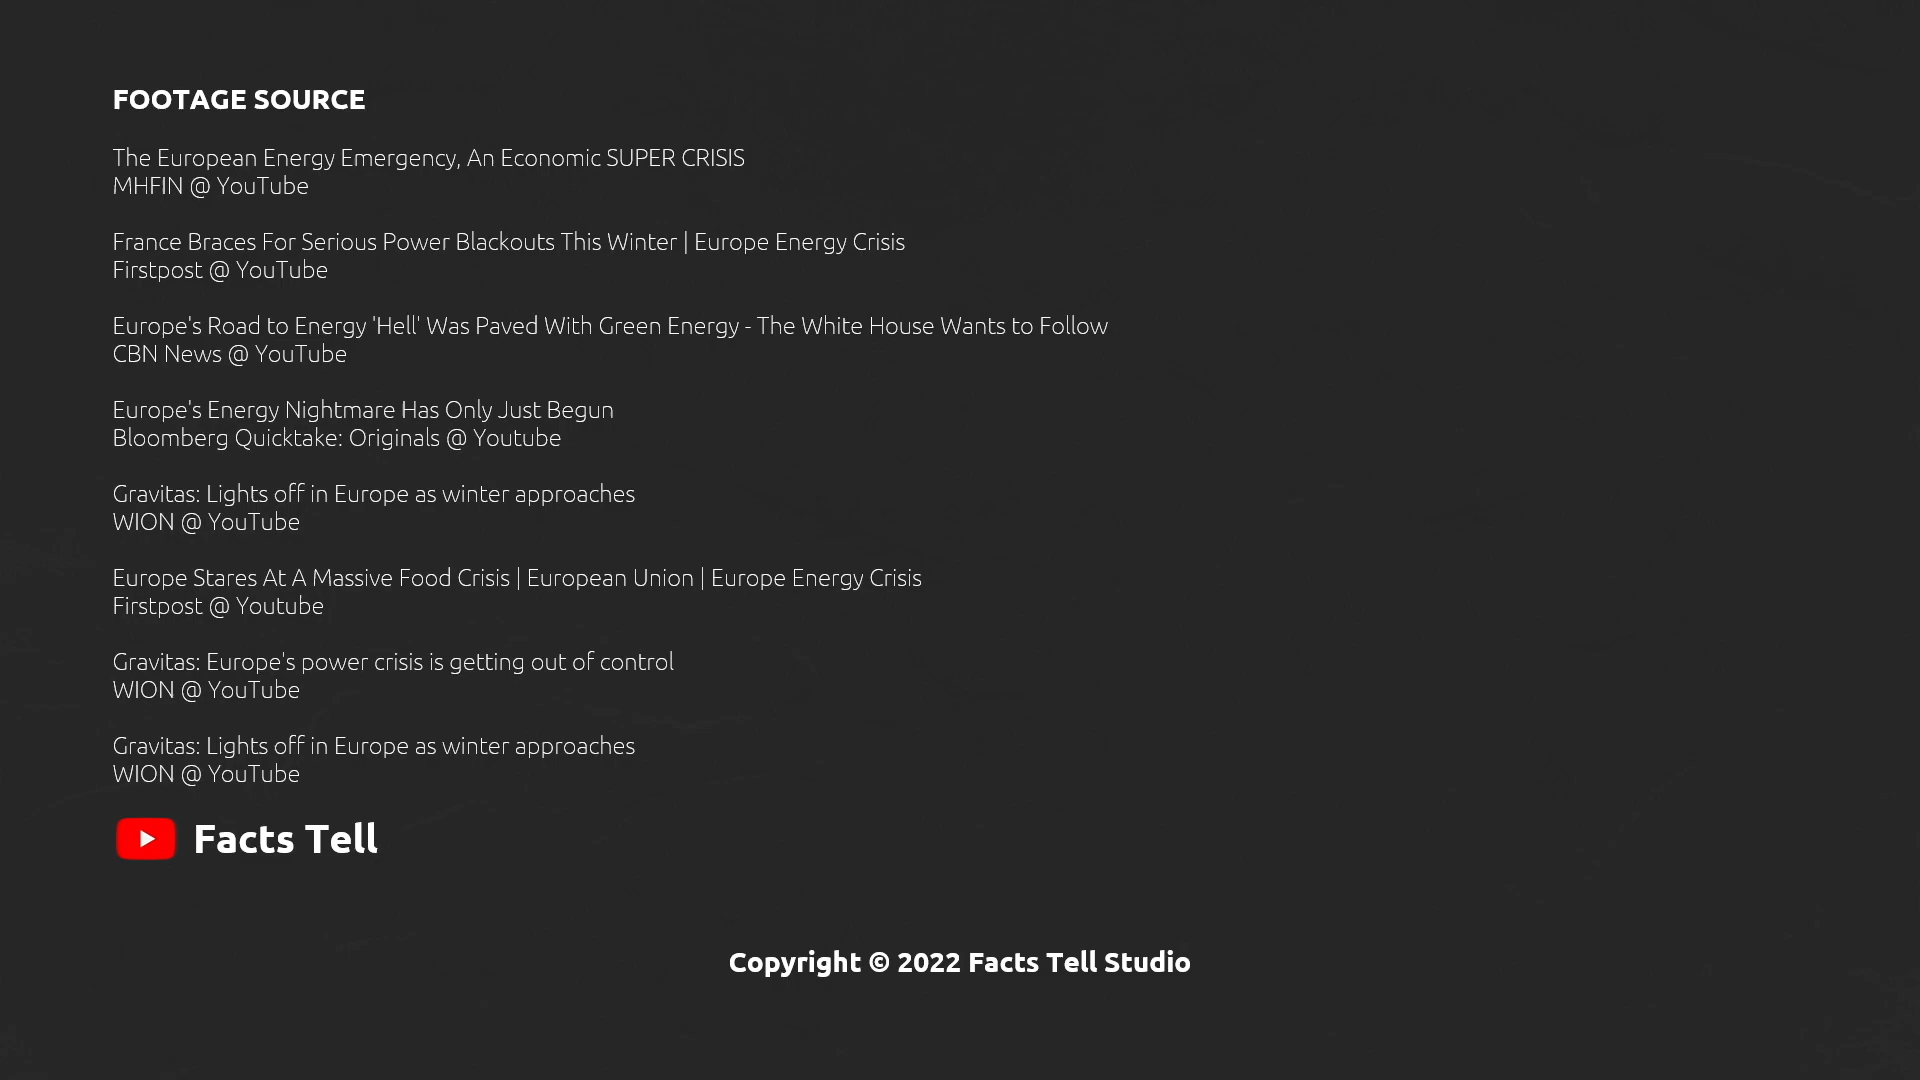 FOOTAGE SOURCE
The European Energy Emergency, An Economic SUPER CRISIS
MHFIN @ YouTube
France Braces For Serious Power Blackouts This Winter | Europe Energy Crisis
Firstpost @ YouTube
Europe's Road to Energy 'Hell' Was Paved With Green Energy - The White House Wants to Follow
CBN News @ YouTube
Europe's Energy Nightmare Has Only Just Begun
Bloomberg Quicktake: Originals @ Youtube
Gravitas: Lights off in Europe as winter approaches
WION @ YouTube
Europe Stares At A Massive Food Crisis | European Union | Europe Energy Crisis
Firstpost @ Youtube
Gravitas: Europe's power crisis is getting out of control
WION @ YouTube
Gravitas: Lights off in Europe as winter approaches
WION @ YouTube
Facts Tell
Copyright © 2022 Facts Tell Studio